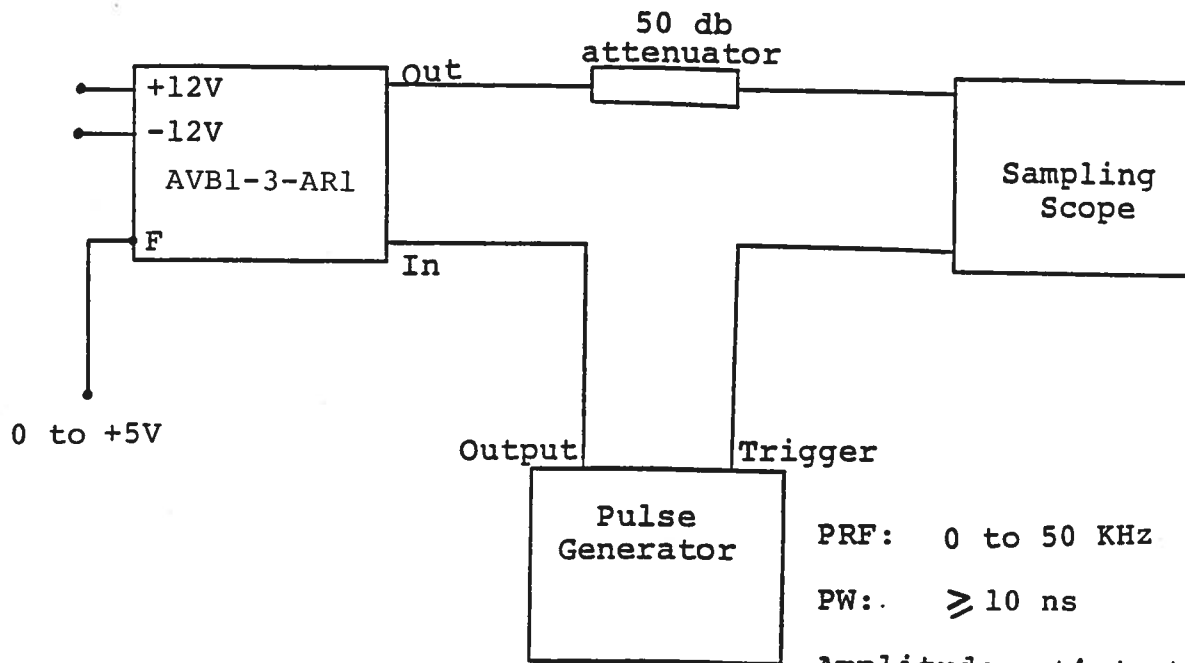 50 db
attenuator
Out
+12V
-12V
AVB1-3-AR1
F
In
Sampling
Scope
0 to +5V
Output
Trigger
Pulse
Generator
PRF: 0 to 50 KHz
PW: ⩾ 10 ns